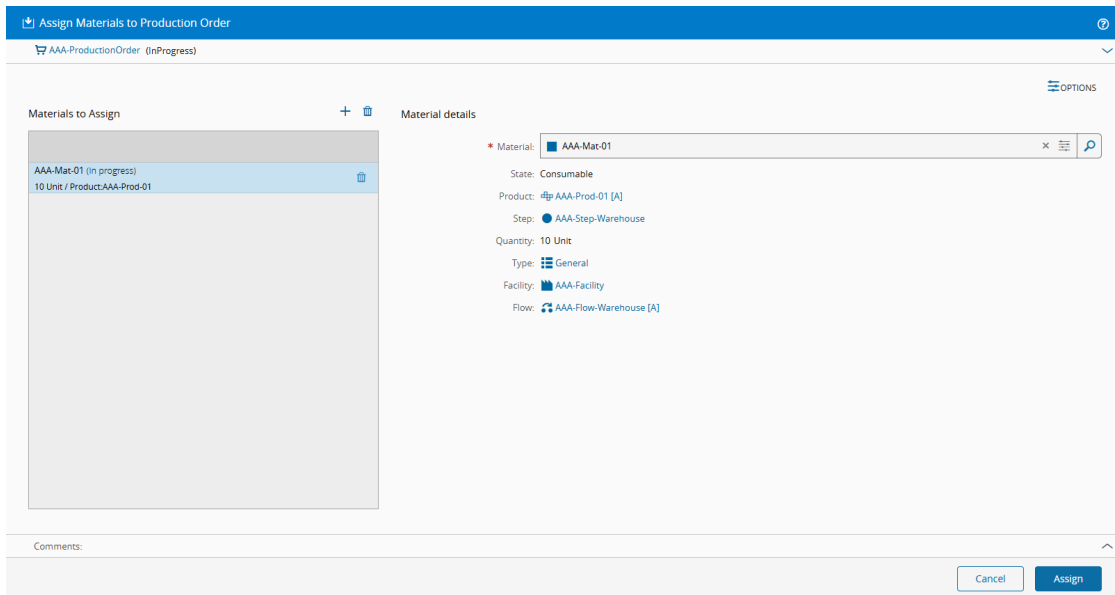 Assign Materials to Production Order
AAA-ProductionOrder (InProgress)
OPTIONS
Materials to Assign
AAA-Mat-01 (In progress)
10 Unit / Product:AAA-Prod-01
Material details
* Material: AAA-Mat-01
State: Consumable
Product: AAA-Prod-01 [A]
Step: AAA-Step-Warehouse
Quantity: 10 Unit
Type: General
Facility: AAA-Facility
Flow: AAA-Flow-Warehouse [A]
Comments:
Cancel Assign